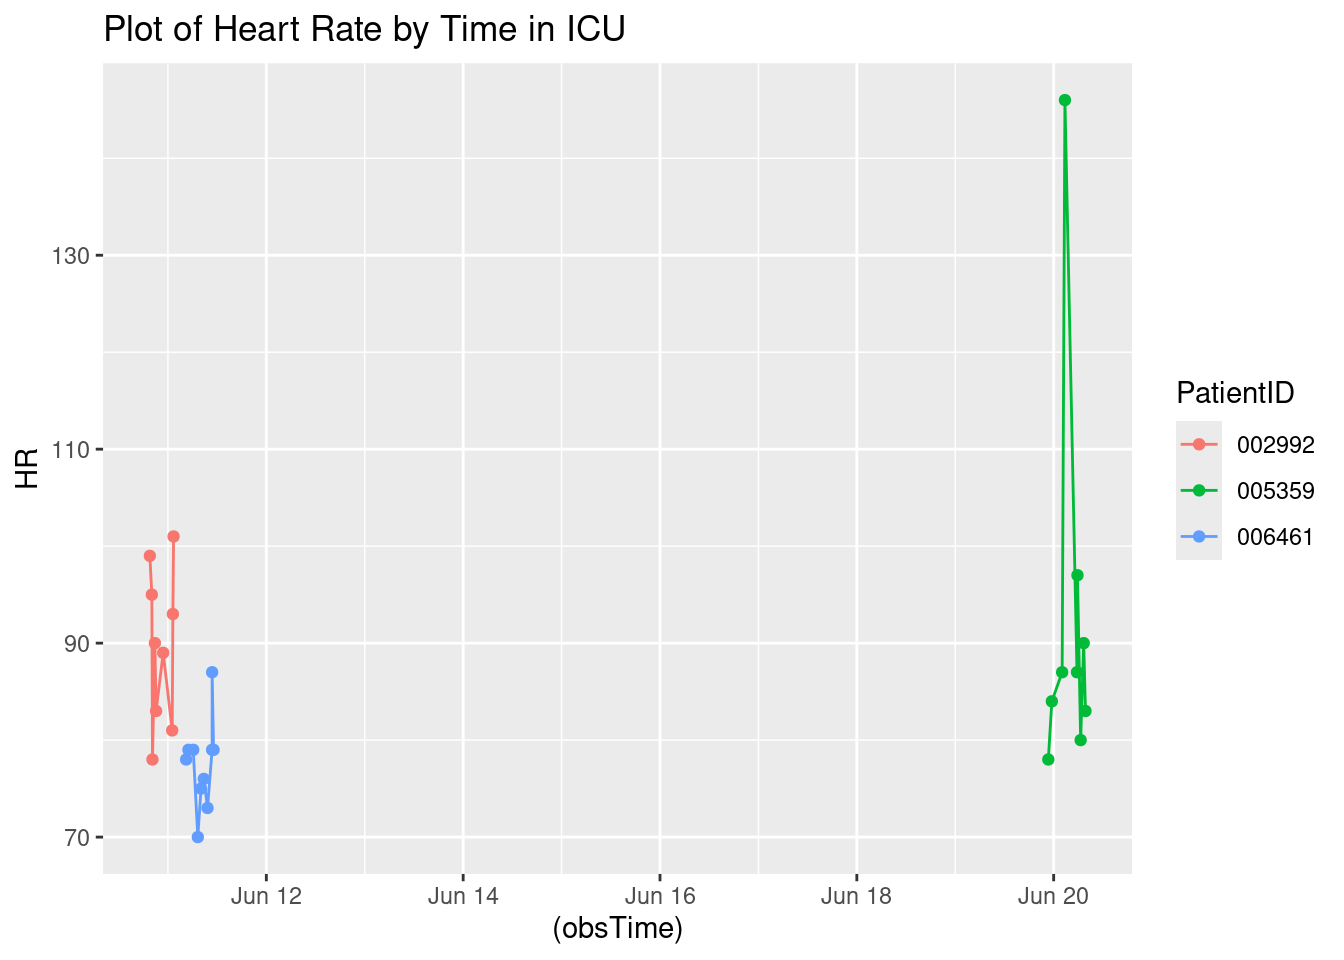 Plot of Heart Rate by Time in ICU
130
110
90
70
HR
Jun 12 Jun 14 Jun 16 Jun 18 Jun 20
(obsTime)
PatientID
002992
005359
006461